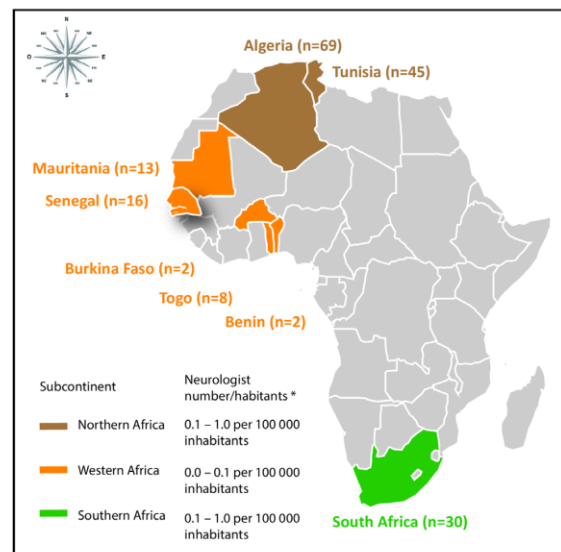 N
O
E
S
Algeria (n=69)
Tunisia (n=45)
Mauritania (n=13)
Senegal (n=16)
Burkina Faso (n=2)
Togo (n=8)
Benin (n=2)
Subcontinent
Neurologist
number/habitants *
Northern Africa
0.1 – 1.0 per 100 000
inhabitants
Western Africa
0.0 – 0.1 per 100 000
inhabitants
Southern Africa
0.1 – 1.0 per 100 000
inhabitants
South Africa (n=30)